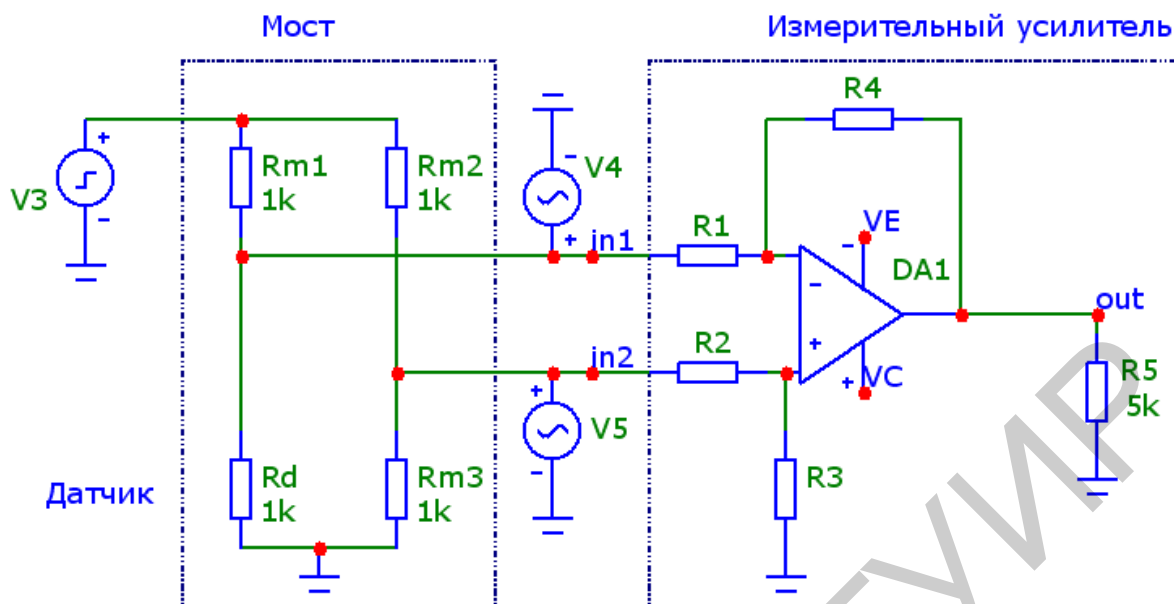 Мост
Измерительный усилитель
V3
Rm1
1k
Rm2
1k
V4
in1
R1
R4
VE
DA1
out
in2
R2
VC
V5
R3
R5
5k
Датчик
Rd
1k
Rm3
1k